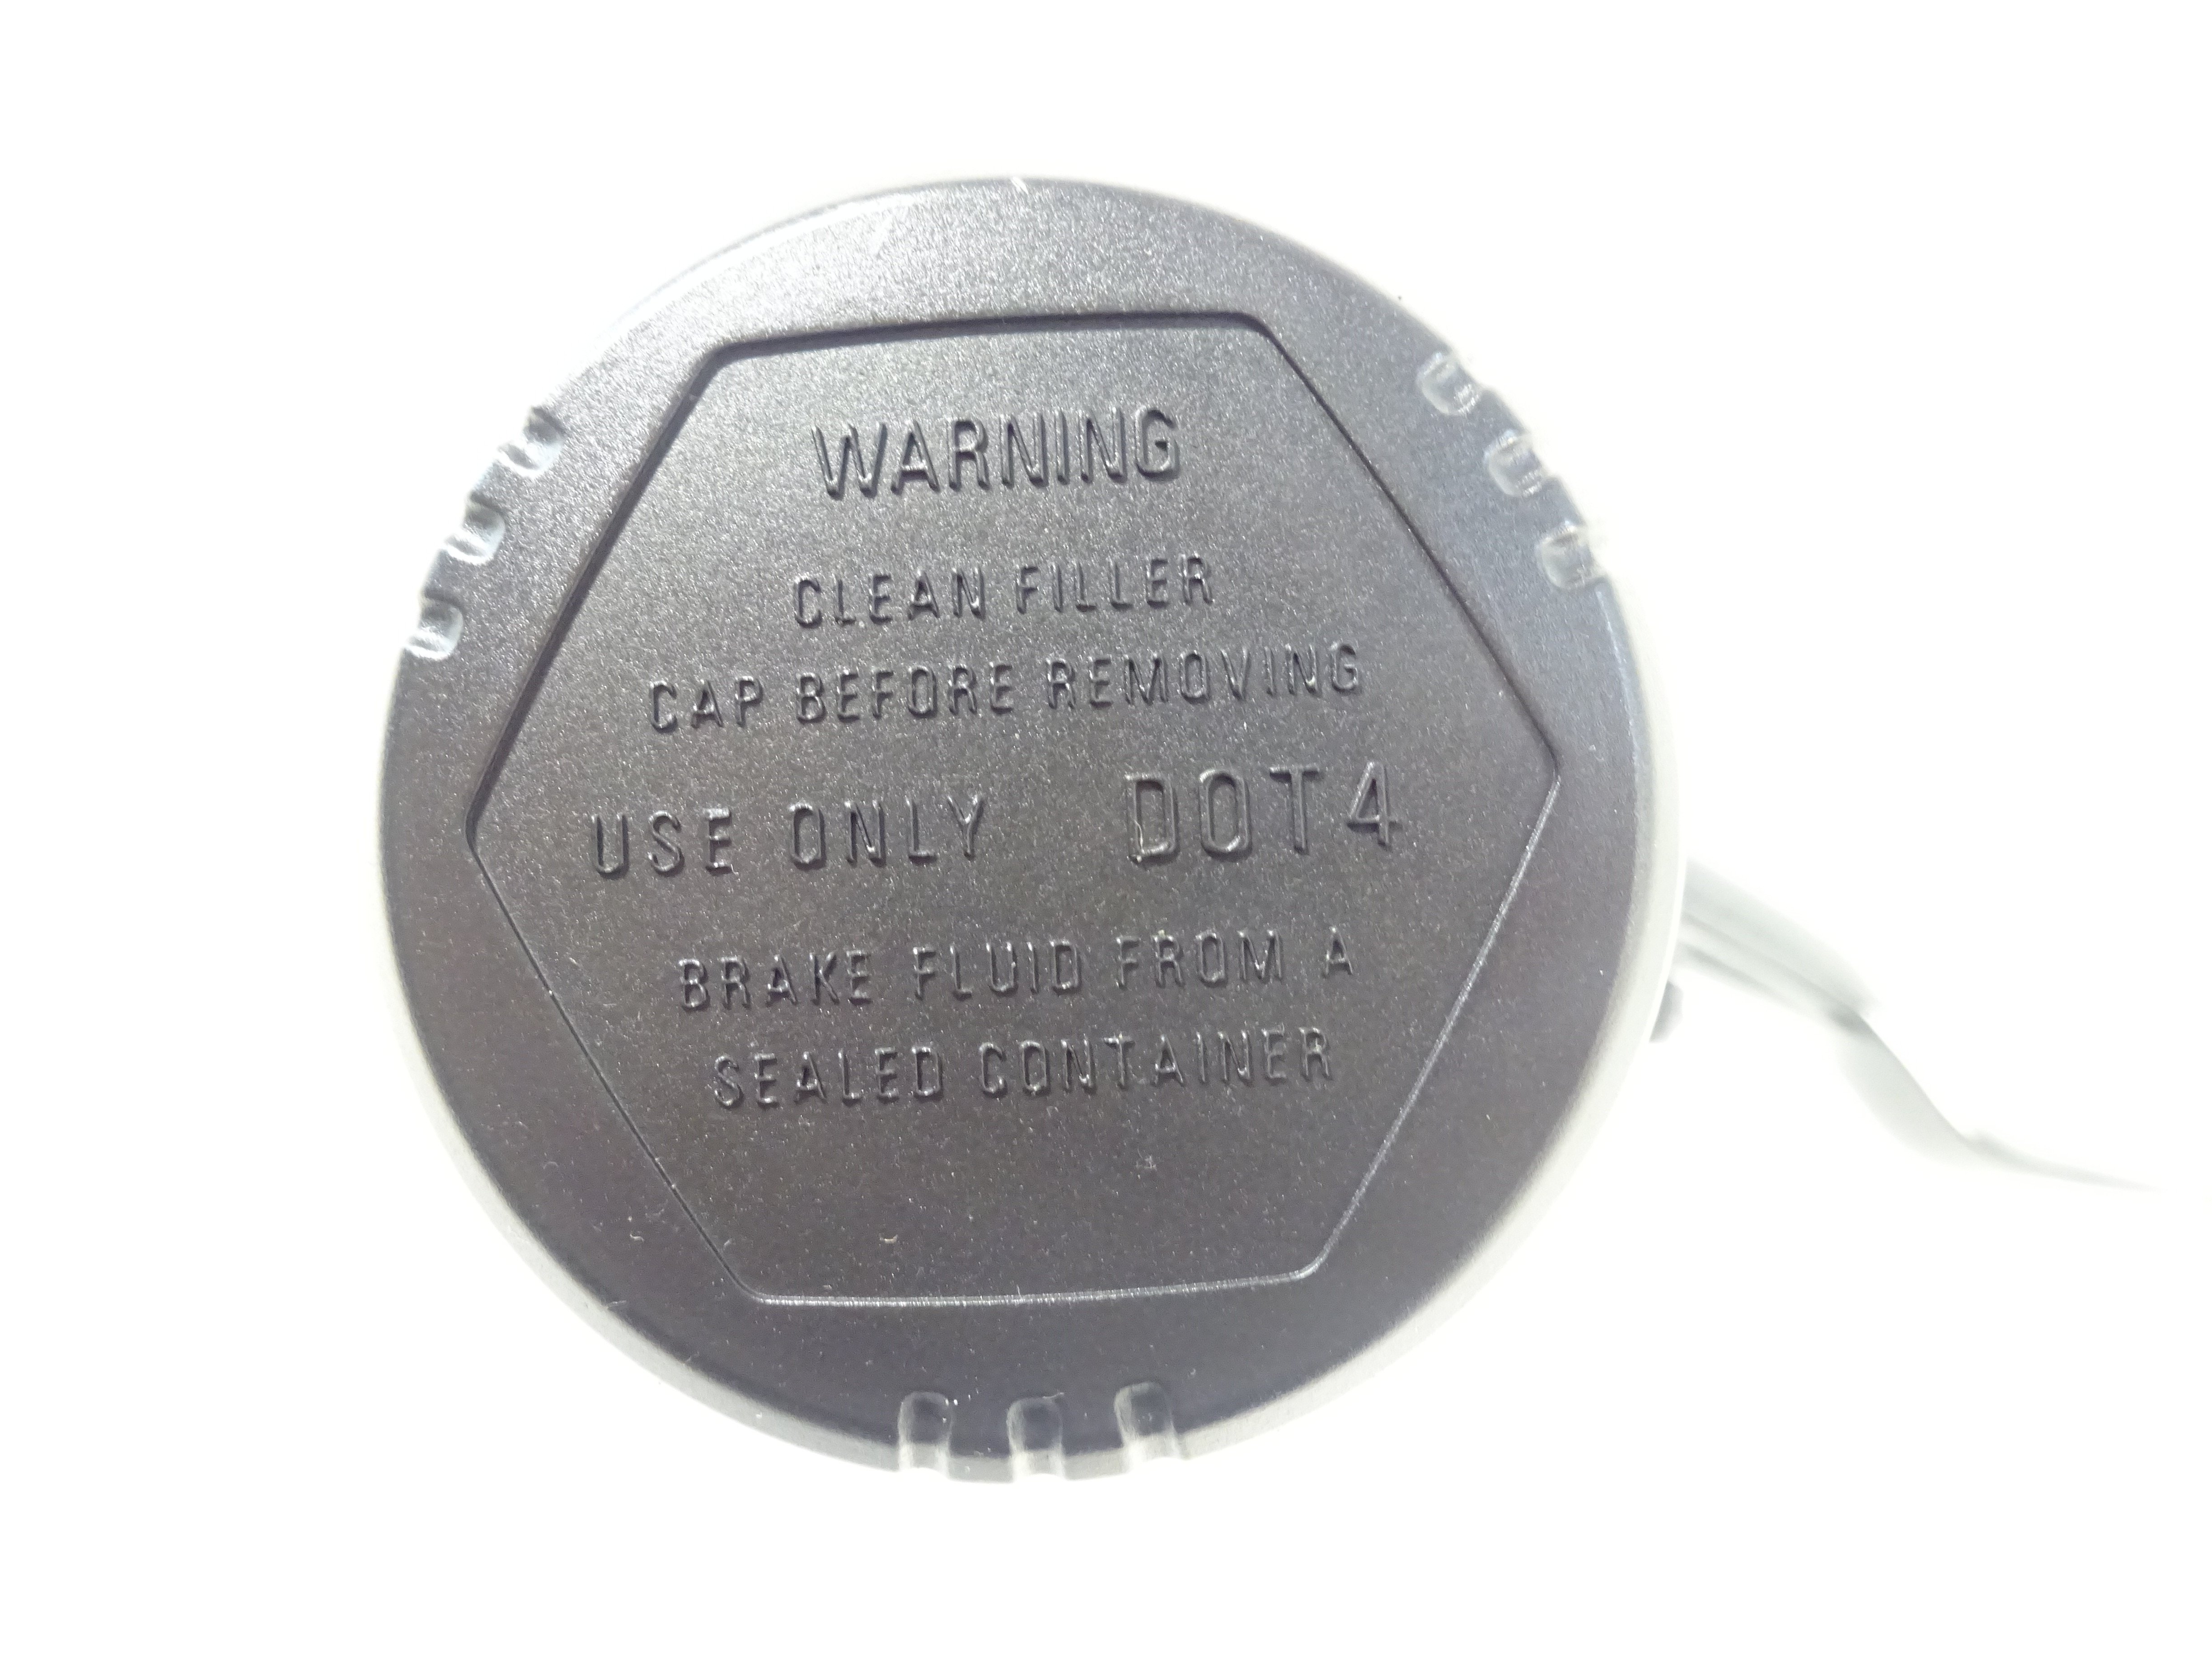 WARNING
CLEAN FILLER
CAP BEFORE REMOVING
USE ONLY DOT4
BRAKE FLUID FROM A
SEALED CONTAINER